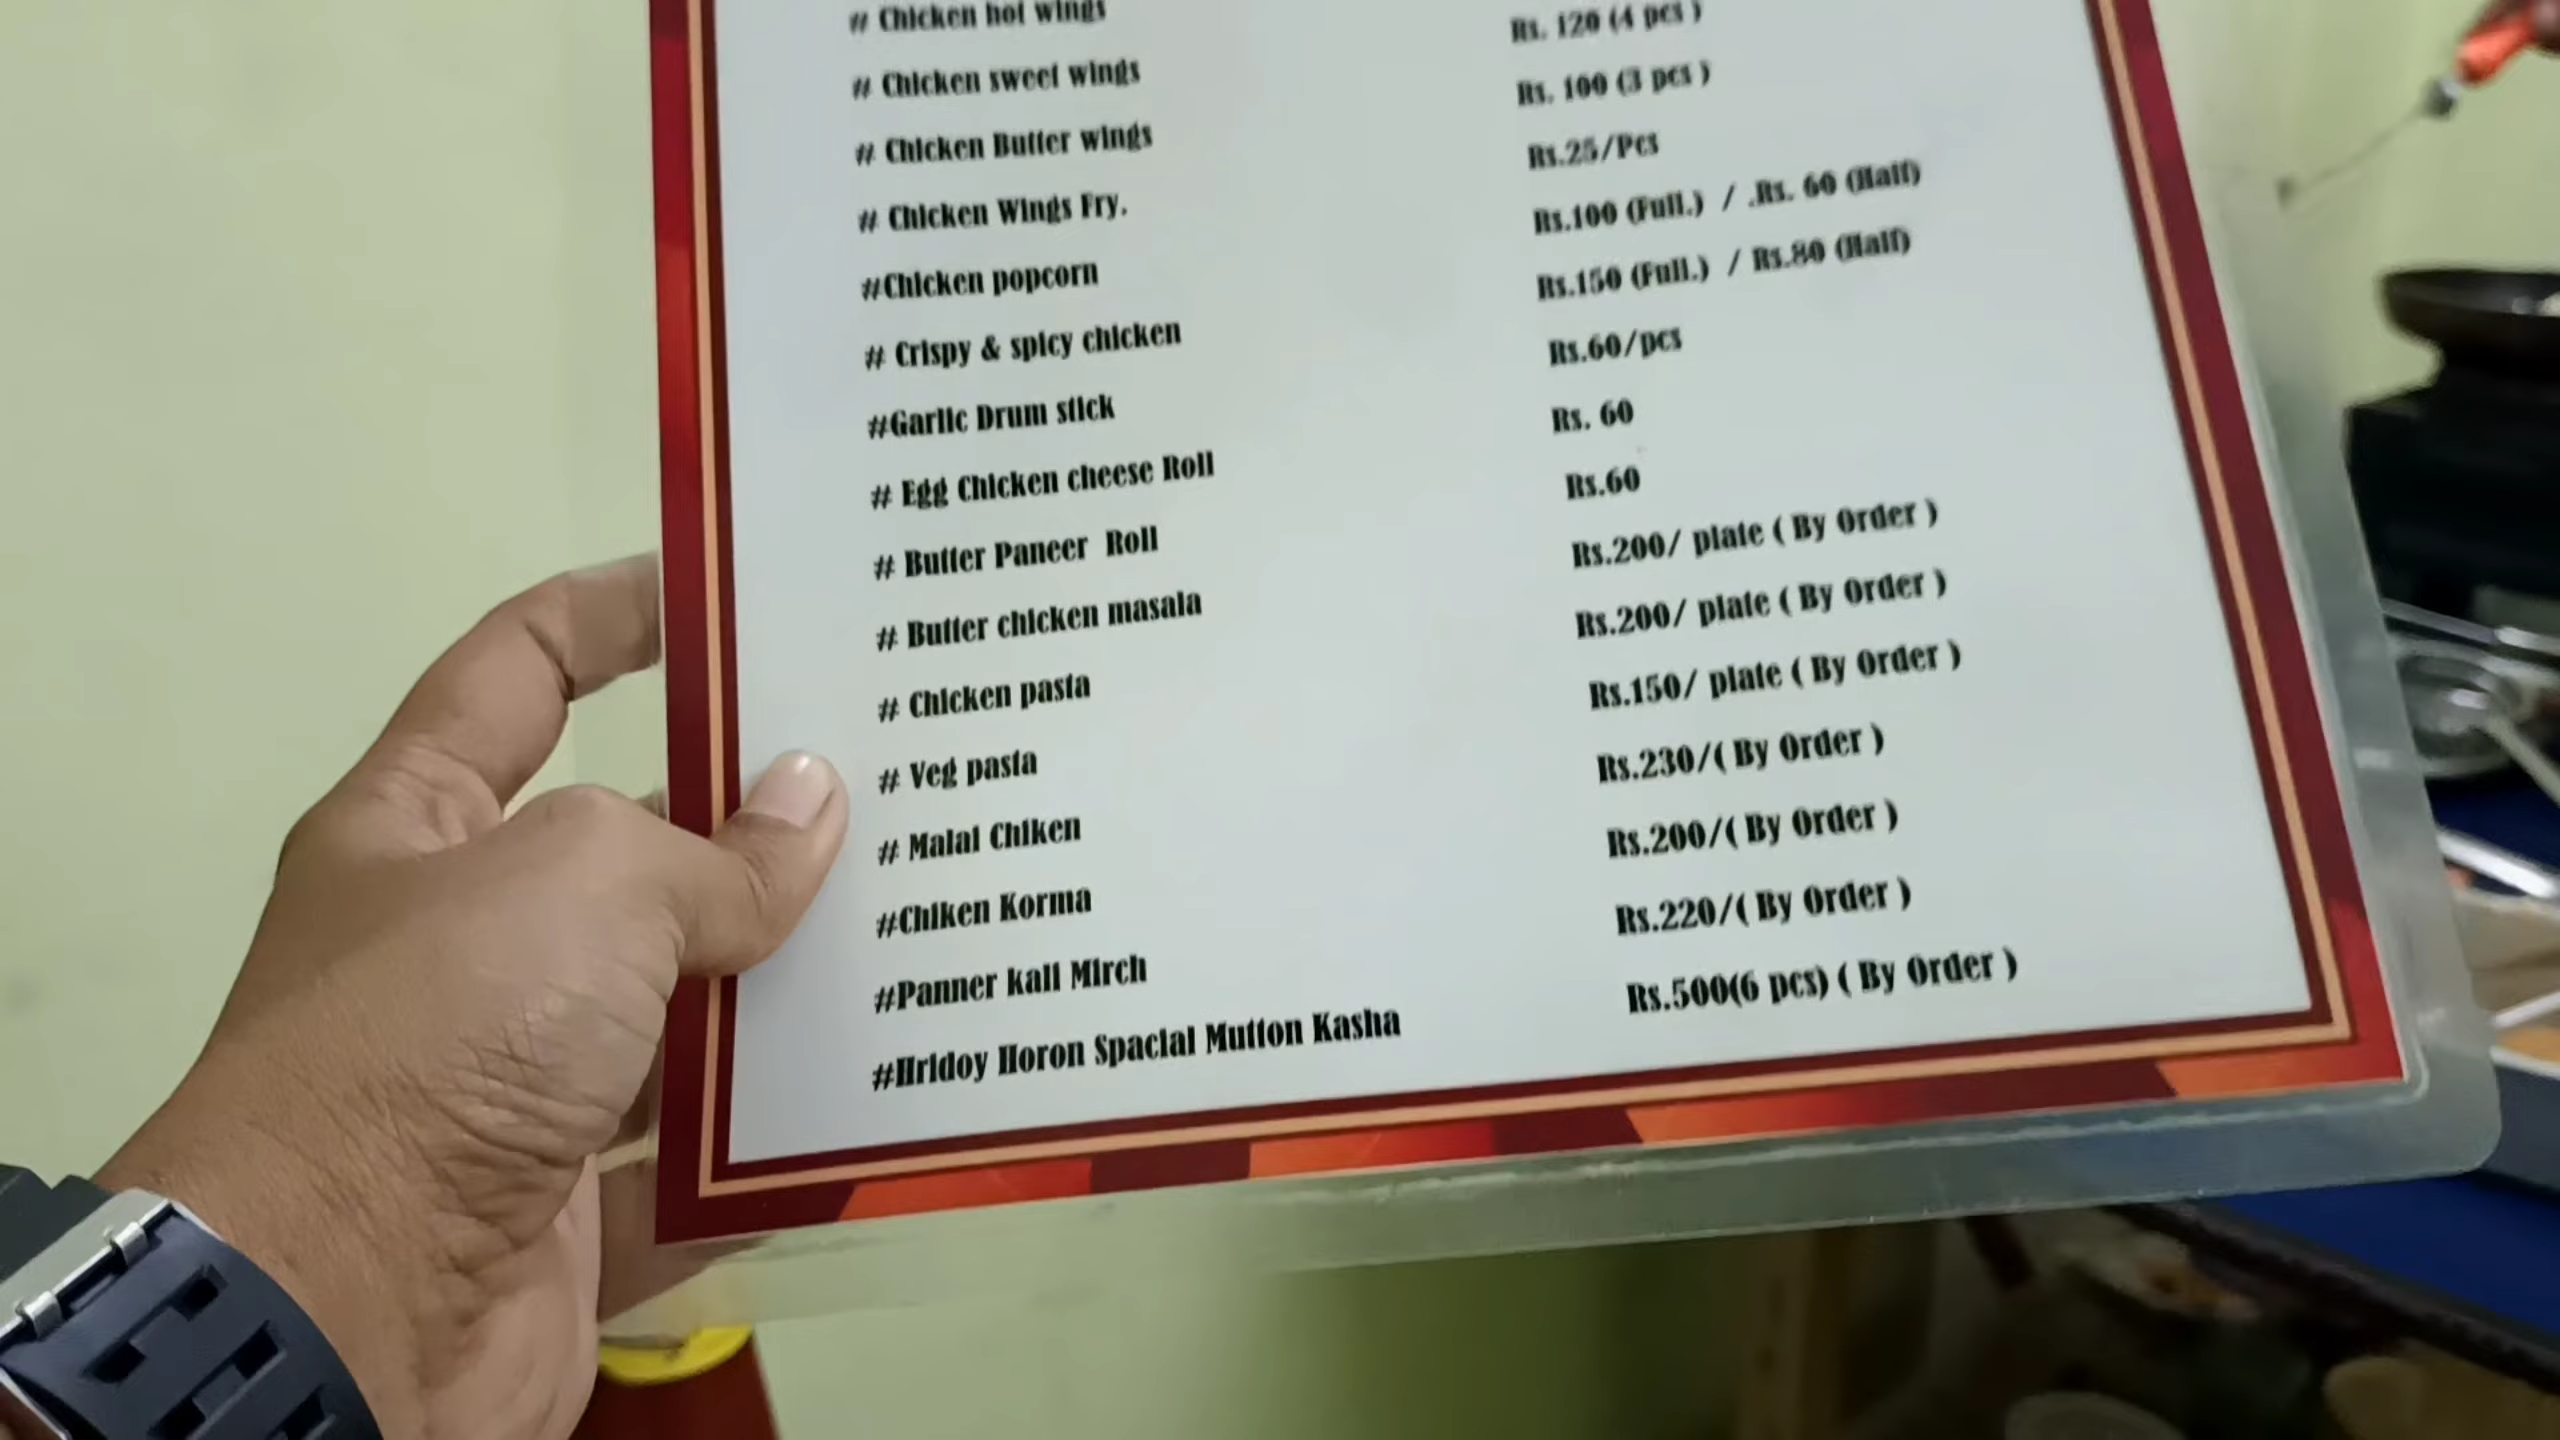 # Chicken hot wings
# Chicken sweet wings Rs. 120 (4 pcs )
# Chicken Butter wings Rs. 100 (3 pcs )
# Chicken Wings Fry. Rs.25/Pcs
#Chicken popcorn Rs.100 (Full.) / .Rs. 60 (Half)
# Crispy & spicy chicken Rs.150 (Full.) / Rs.80 (Half)
#Garlic Drum stick Rs.60/pcs
# Egg Chicken cheese Roll Rs. 60
# Butter Paneer Roll Rs.60
# Butter chicken masala Rs.200/ plate ( By Order )
# Chicken pasta Rs.200/ plate ( By Order )
# Veg pasta Rs.150/ plate ( By Order )
# Malai Chiken Rs.230/( By Order )
#Chiken Korma Rs.200/( By Order )
#Panner kali Mirch Rs.220/( By Order )
#Hridoy Horon Spacial Mutton Kasha Rs.500(6 pcs) ( By Order )